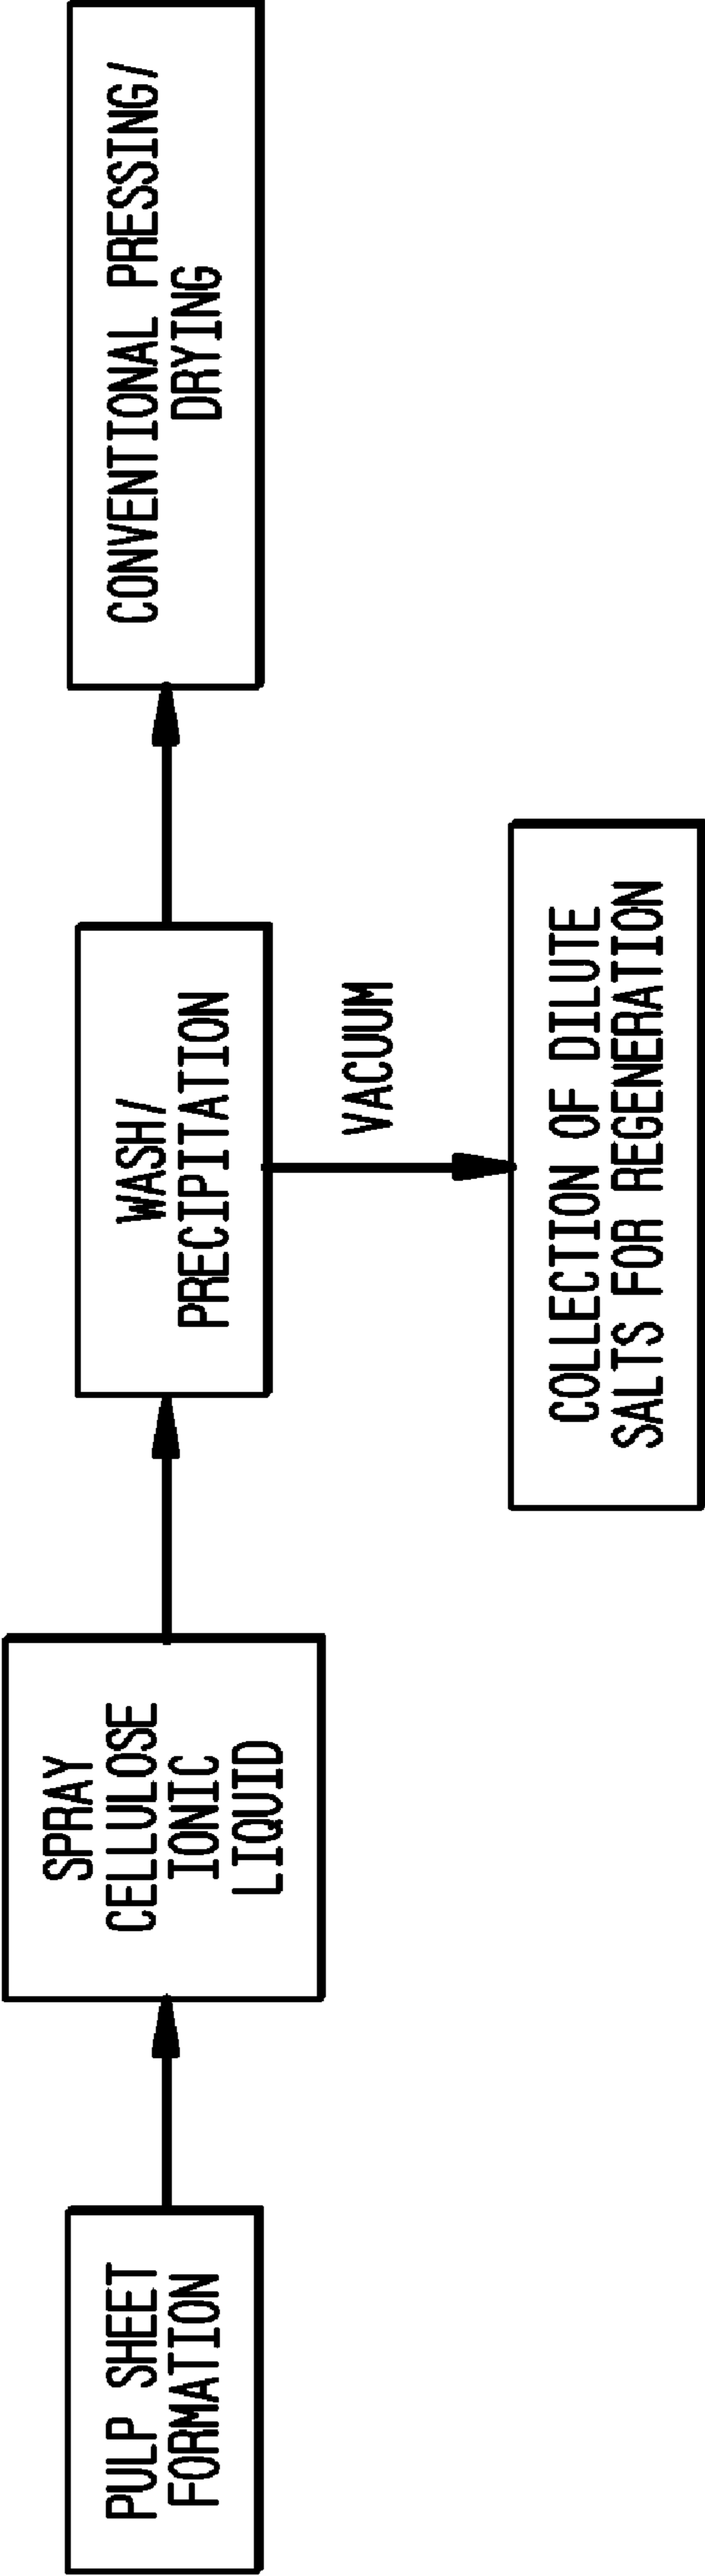 PULP SHEET
FORMATION
SPRAY
CELLULOSE
IONIC
LIQUID
WASH/
PRECIPITATION
VACUUM
COLLECTION OF DILUTE
SALTS FOR REGENERATION
CONVENTIONAL PRESSING/
DRYING